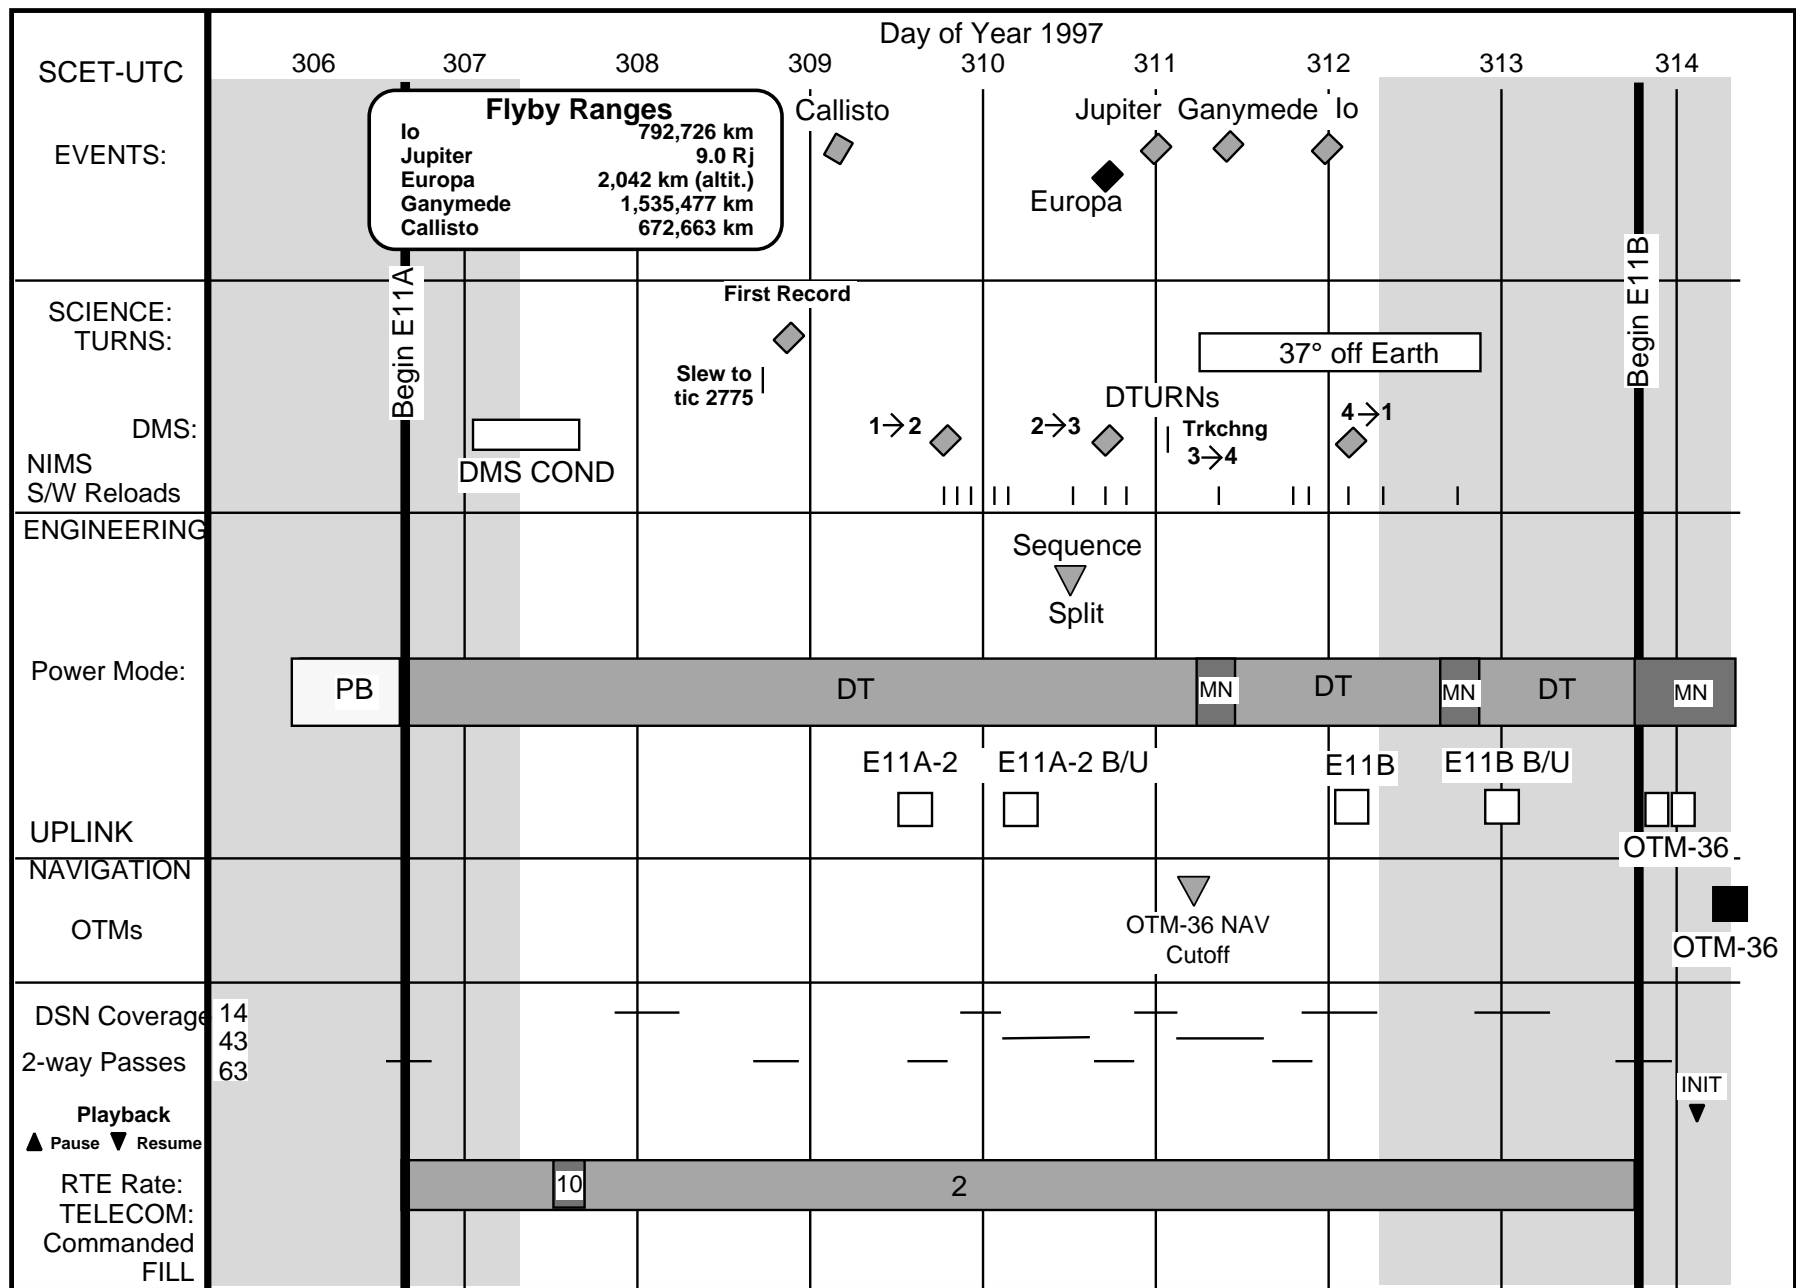 Day of Year 1997
SCET-UTC 306 307 308 309 310 311 312 313 314
Flyby Ranges
Io 792,726 km
Jupiter 9.0 Rj
Europa 2,042 km (altit.)
Ganymede 1,535,477 km
Callisto 672,663 km
EVENTS:
Callisto
Jupiter Ganymede Io
Europa
Begin E11A
Begin E11B
SCIENCE:
TURNS:
First Record
37° off Earth
Slew to
tic 2775
DTURNs
DMS:
1→2
2→3
Trkchng
3→4
4→1
DMS COND
NIMS
S/W Reloads
ENGINEERING
Sequence
Split
Power Mode:
PB DT MN DT MN DT MN
E11A-2 E11A-2 B/U E11B E11B B/U
UPLINK
OTM-36
NAVIGATION
OTMs
OTM-36 NAV
Cutoff
OTM-36
DSN Coverage 14
43
2-way Passes 63
INIT
Playback
▲ Pause ▼ Resume
RTE Rate: 10 2
TELECOM:
Commanded
FILL